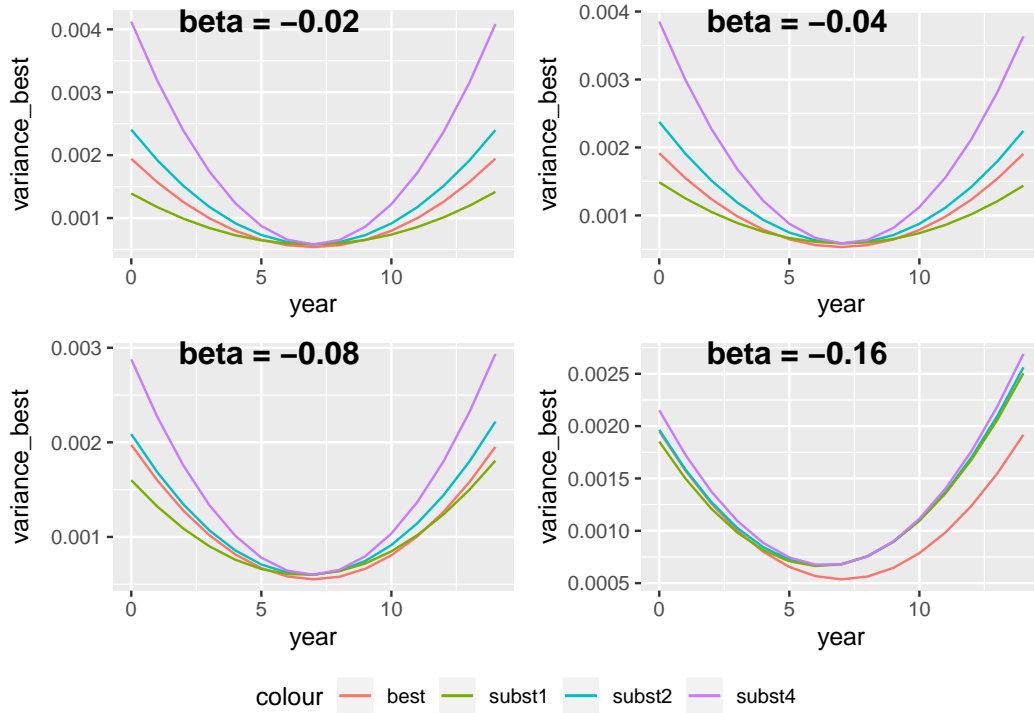 beta = −0.02
variance_best
0.004
0.003
0.002
0.001
0 5 10
year
beta = −0.04
variance_best
0.004
0.003
0.002
0.001
0 5 10
year
beta = −0.08
variance_best
0.003
0.002
0.001
0 5 10
year
beta = −0.16
variance_best
0.0025
0.0020
0.0015
0.0010
0.0005
0 5 10
year
colour best subst1 subst2 subst4